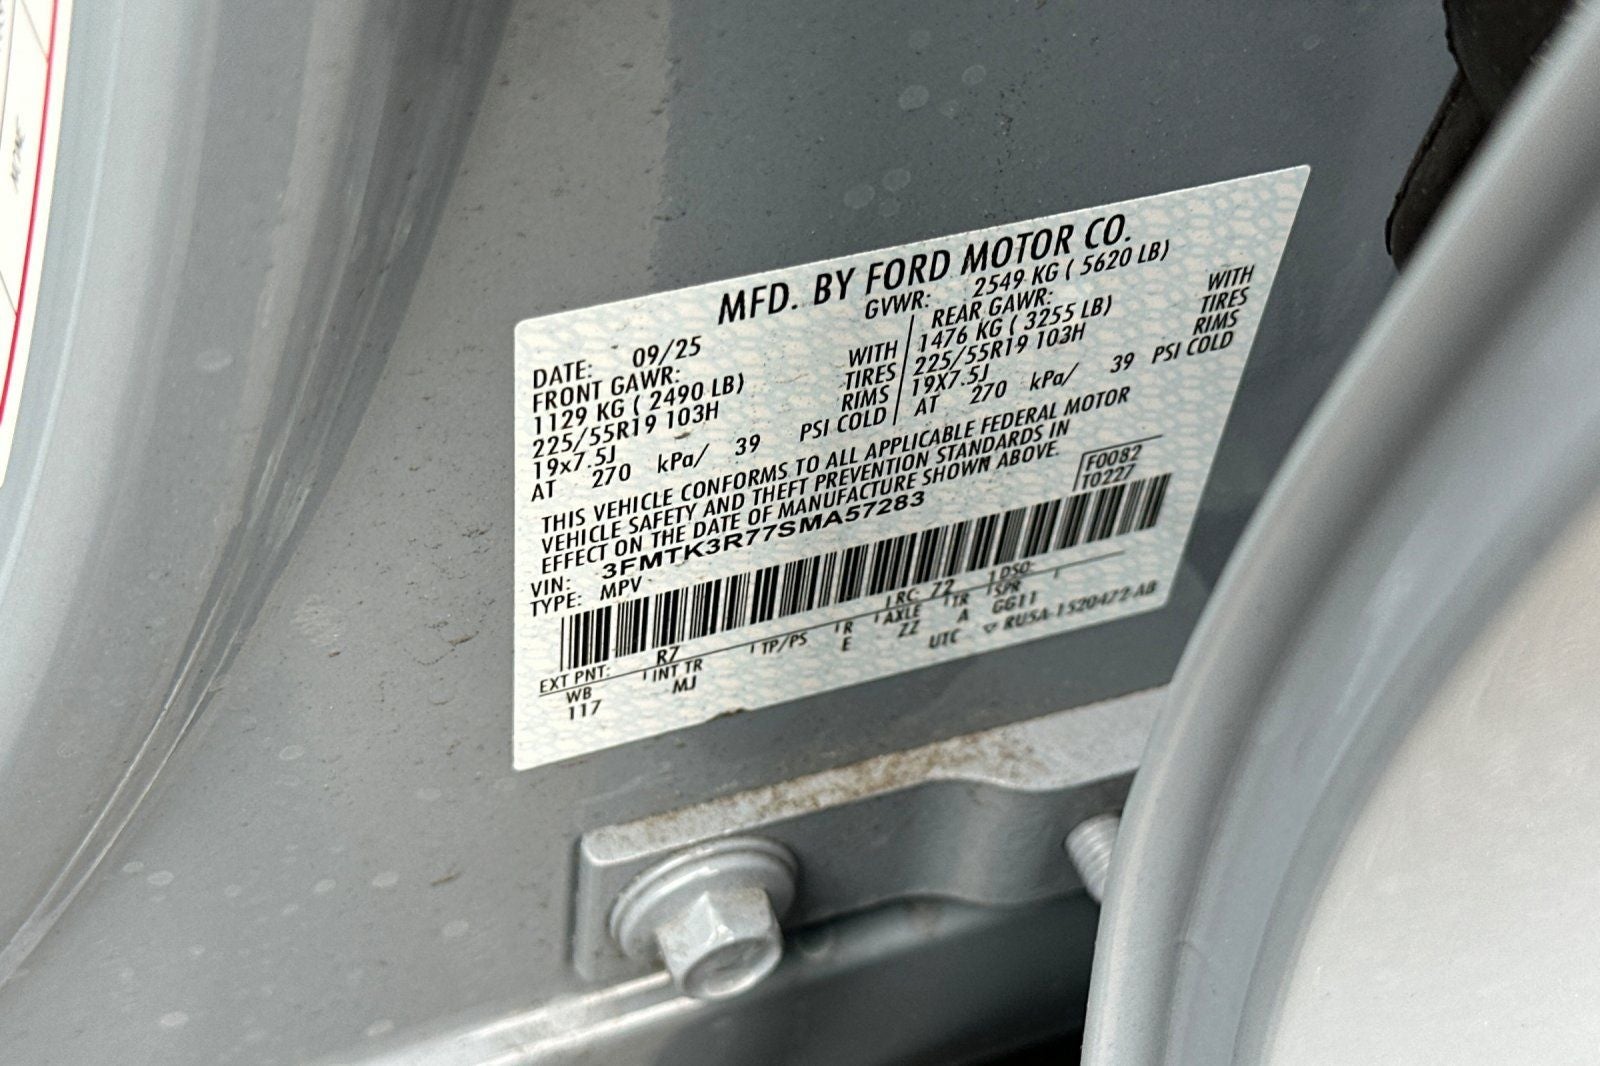 MFD. BY FORD MOTOR CO.
DATE: 09/25 GVWR: 2549 KG ( 5620 LB)
FRONT GAWR: WITH REAR GAWR: WITH
1129 KG ( 2490 LB) TIRES 1476 KG ( 3255 LB) TIRES
225/55R19 103H RIMS 225/55R19 103H RIMS
19x7.5J 19X7.5J
AT 270 kPa/ 39 PSI COLD AT 270 kPa/ 39 PSI COLD
THIS VEHICLE CONFORMS TO ALL APPLICABLE FEDERAL MOTOR
VEHICLE SAFETY AND THEFT PREVENTION STANDARDS IN
EFFECT ON THE DATE OF MANUFACTURE SHOWN ABOVE.
F0082
T0227
VIN: 3FMTK3R77SMA57283
TYPE: MPV
EXT PNT: R7 RC: 72 DSO:
WB INT TR TP/PS R AXLE TR SPR
117 MJ E ZZ A GG11
UTC ▽ RUSA-1520472-AB